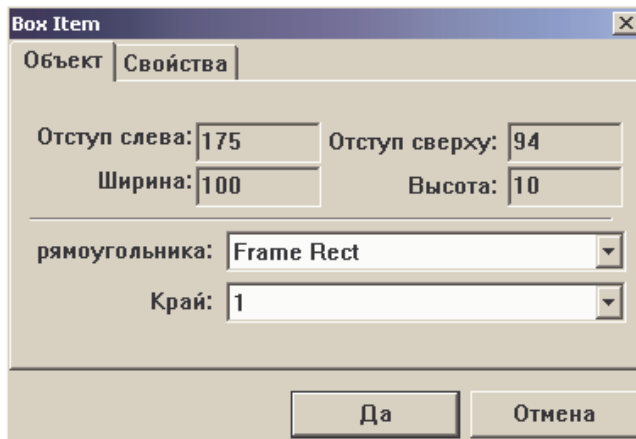 Box Item
Объект Свойства
Отступ слева: 175 Отступ сверху: 94
Ширина: 100 Высота: 10
рямоугольника: Frame Rect
Край: 1
Да Отмена